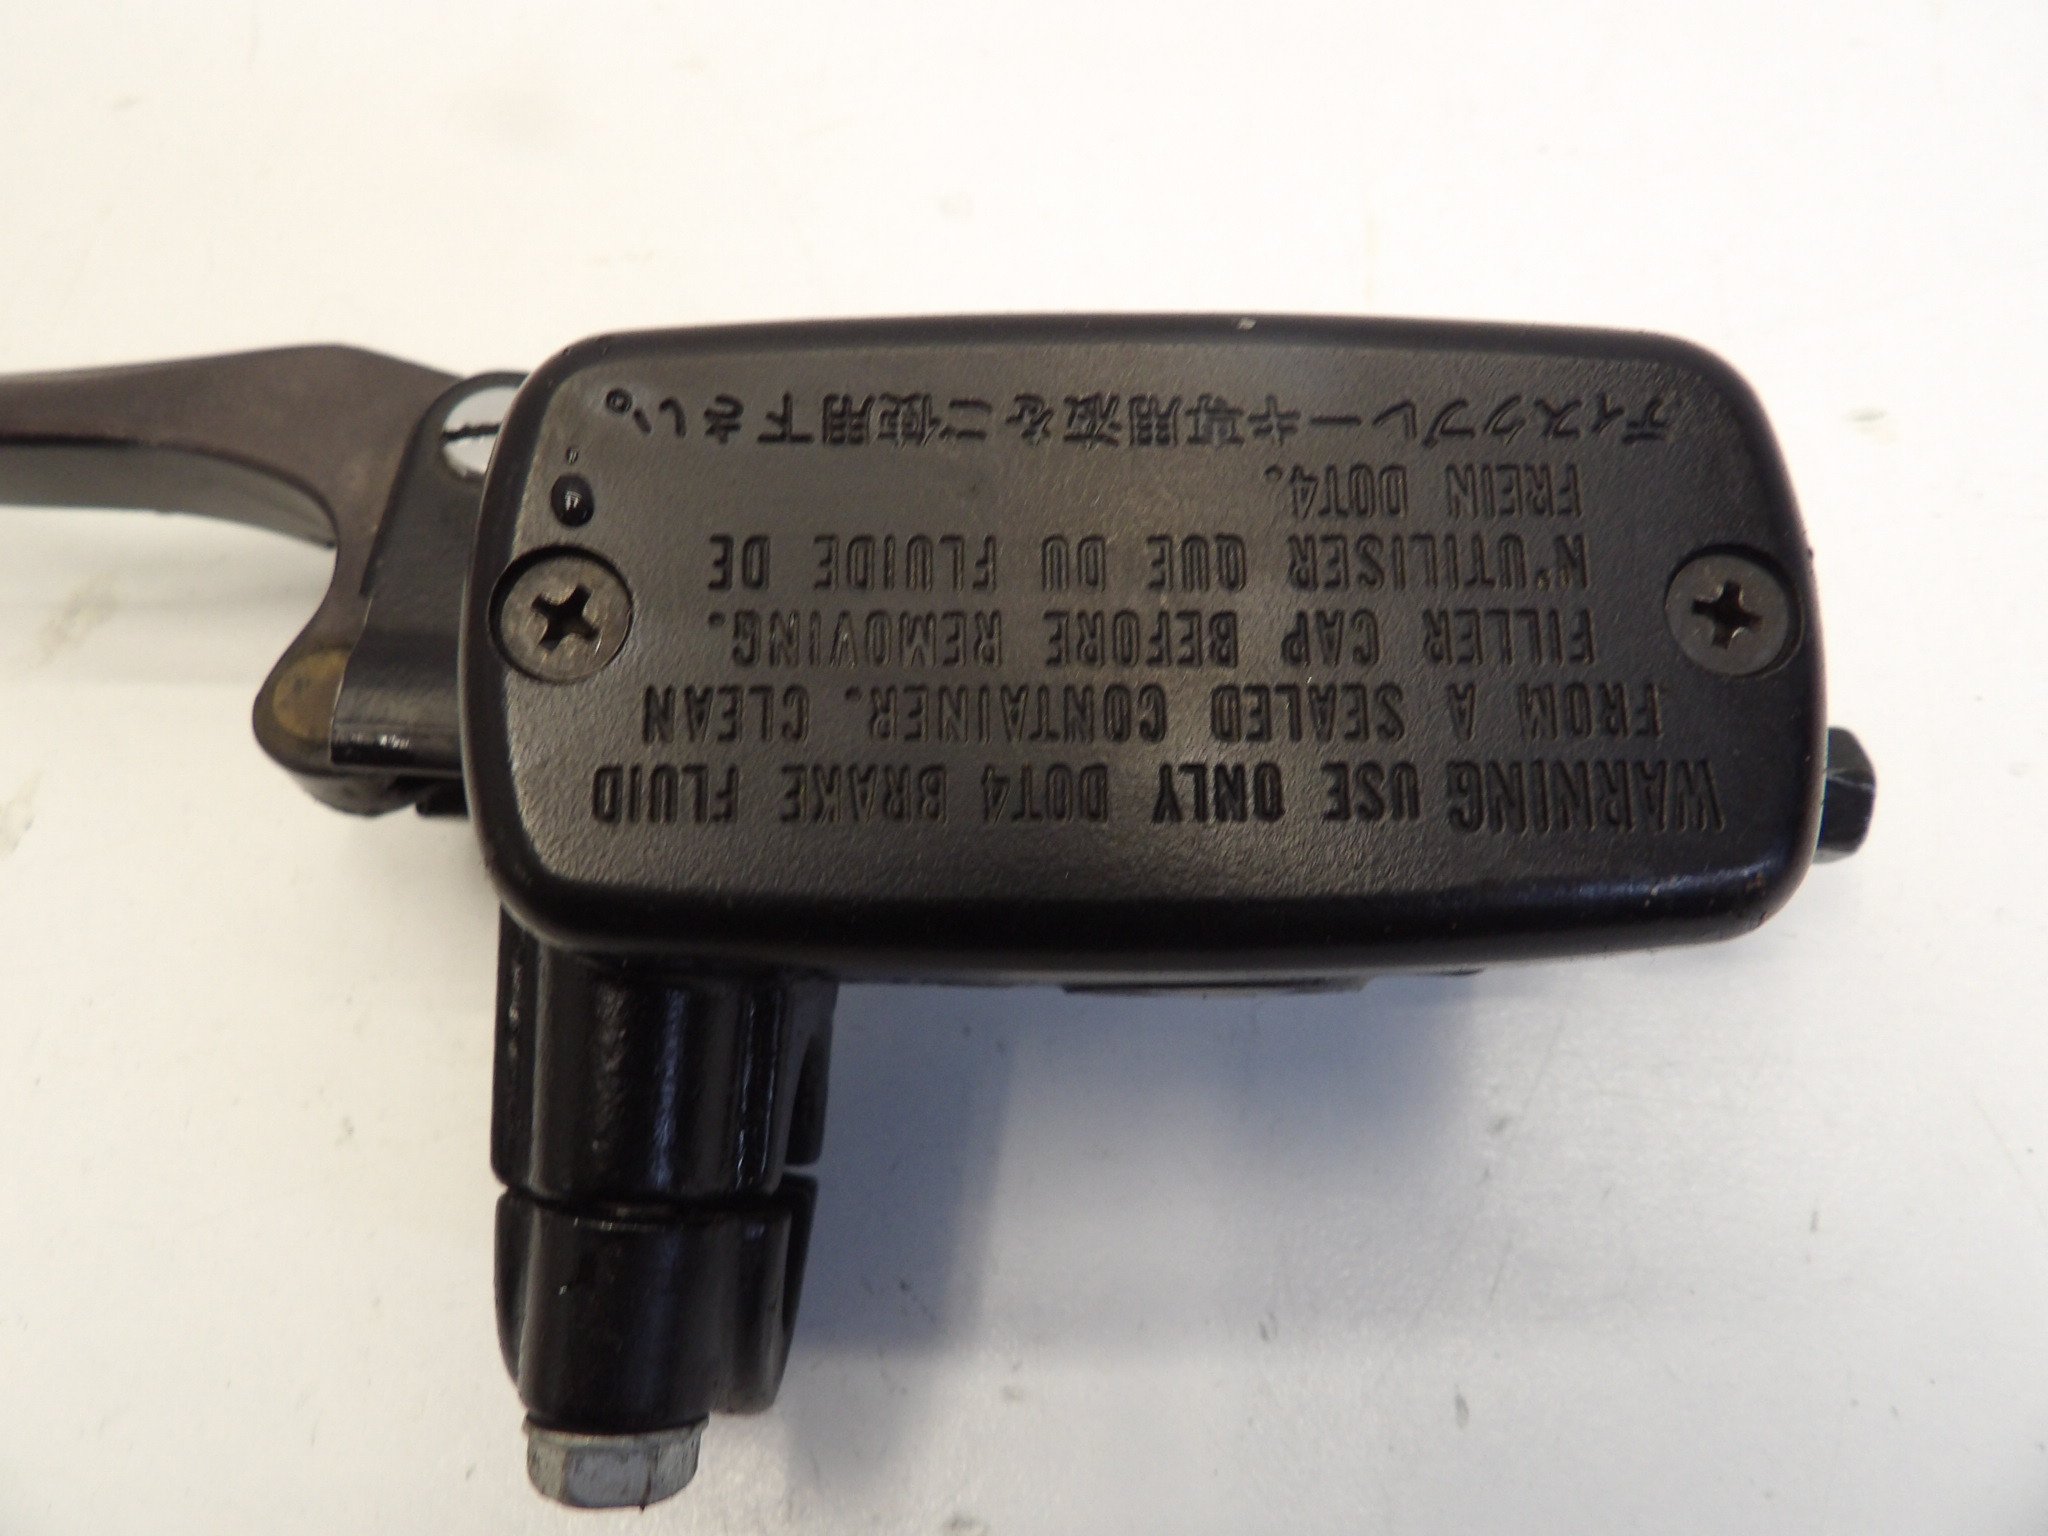 WARNING USE ONLY DOT4 BRAKE FLUID
FROM A SEALED CONTAINER. CLEAN
FILLER CAP BEFORE REMOVING.
N'UTILISER QUE DU FLUIDE DE
FREIN DOT4.
ディスクブレーキ専用液をご使用下さい。